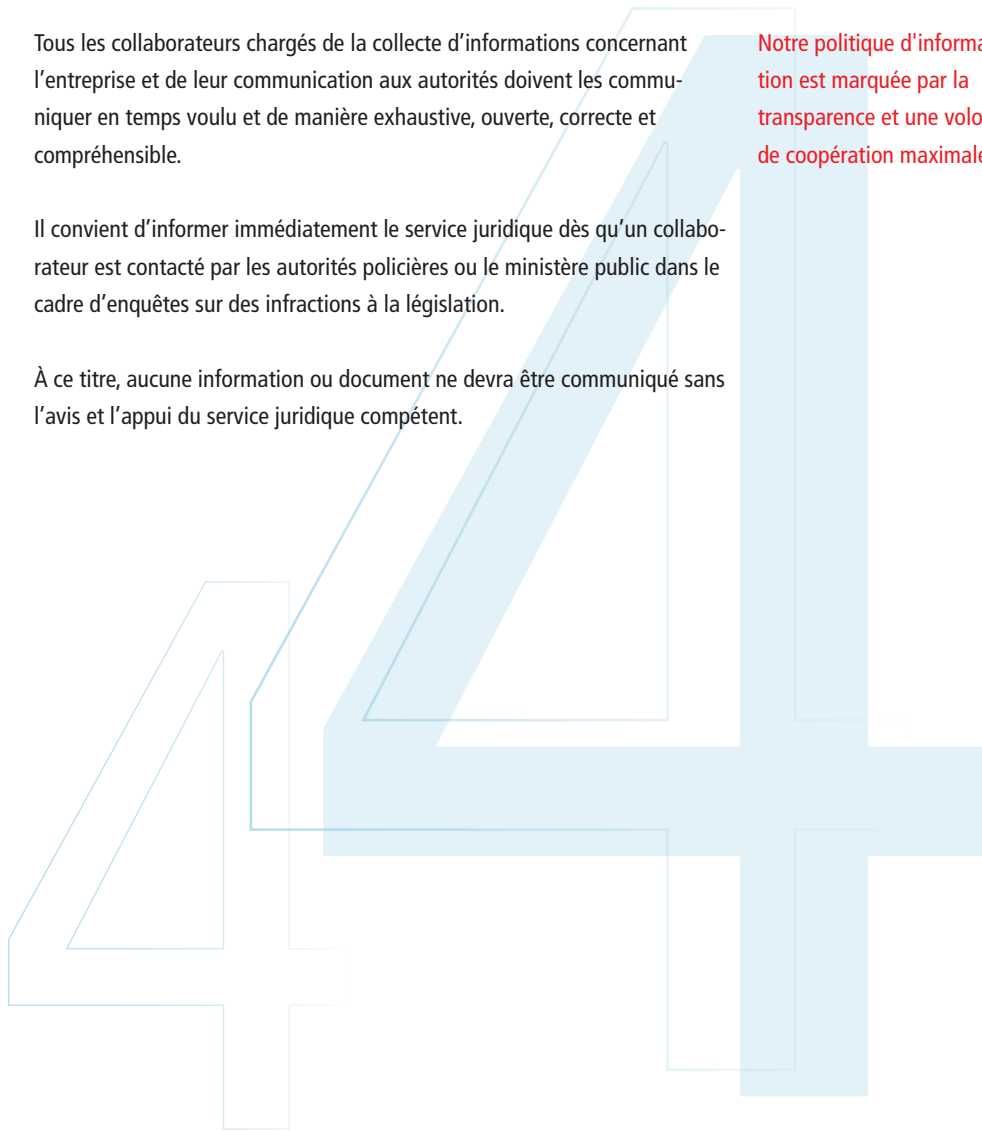 Tous les collaborateurs chargés de la collecte d’informations concernant
l’entreprise et de leur communication aux autorités doivent les commu-
niquer en temps voulu et de manière exhaustive, ouverte, correcte et
compréhensible.
Il convient d’informer immédiatement le service juridique dès qu’un collabo-
rateur est contacté par les autorités policières ou le ministère public dans le
cadre d’enquêtes sur des infractions à la législation.
À ce titre, aucune information ou document ne devra être communiqué sans
l’avis et l’appui du service juridique compétent.
Notre politique d'informa
tion est marquée par la
transparence et une volo
de coopération maximale
4
4
4